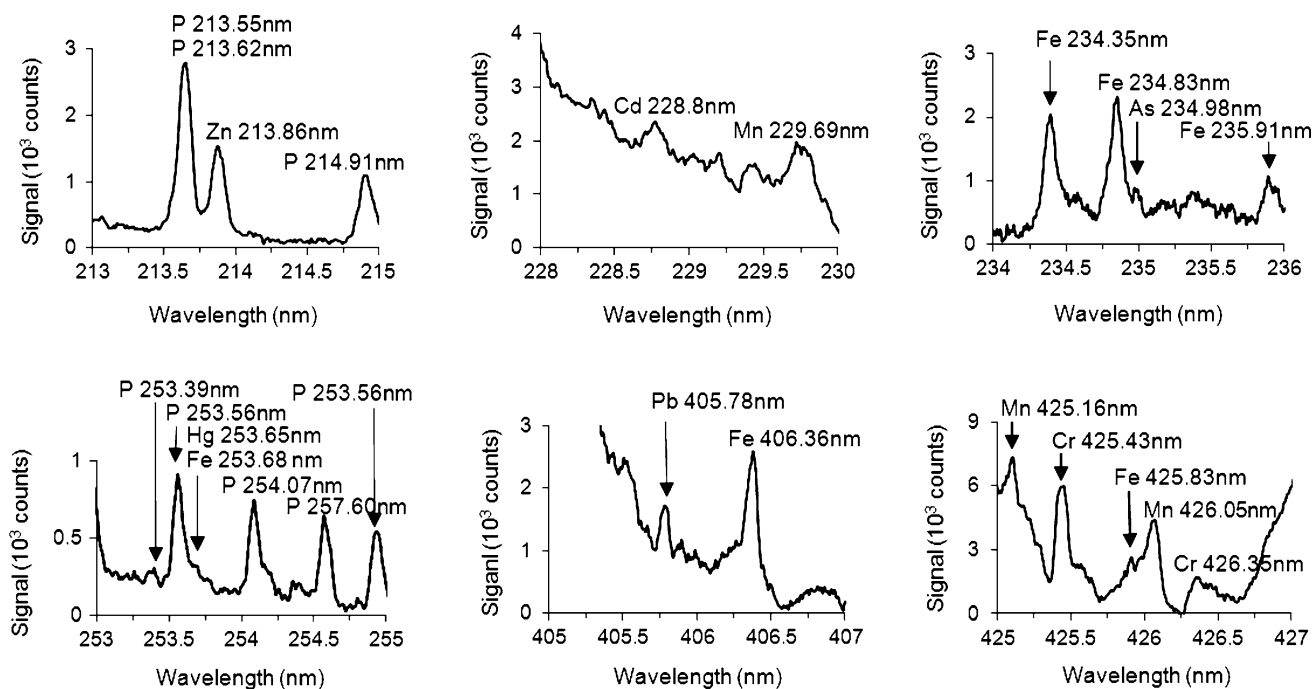 P 213.55nm
P 213.62nm
Zn 213.86nm
P 214.91nm
Signal (10³ counts)
3
2
1
0
213 213.5 214 214.5 215
Wavelength (nm)
Cd 228.8nm
Mn 229.69nm
Signal (10³ counts)
4
3
2
1
0
228 228.5 229 229.5 230
Wavelength (nm)
Fe 234.35nm
Fe 234.83nm
As 234.98nm
Fe 235.91nm
Signal (10³ counts)
3
2
1
0
234 234.5 235 235.5 236
Wavelength (nm)
P 253.39nm
P 253.56nm
P 253.56nm
Hg 253.65nm
Fe 253.68 nm
P 254.07nm
P 257.60nm
Signal (10³ counts)
1
0.5
0
253 253.5 254 254.5 255
Wavelength (nm)
Pb 405.78nm
Fe 406.36nm
Siganl (10³ counts)
3
2
1
0
405 405.5 406 406.5 407
Wavelength (nm)
Mn 425.16nm
Cr 425.43nm
Fe 425.83nm
Mn 426.05nm
Cr 426.35nm
Signal (10³ counts)
9
6
3
0
425 425.5 426 426.5 427
Wavelength (nm)